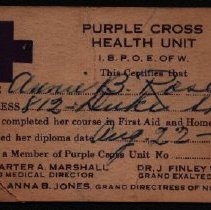 PURPLE CROSS
HEALTH UNIT
I.B.P.O.E. OF W.
This Certifies that
Anna B.
ESS 812
completed her course in First Aid and Home
ed her diploma date Aug 22
a Member of Purple Cross Unit No
ARTER A. MARSHALL DR. J. FINLEY
D MEDICAL DIRECTOR GRAND EXALTE
ANNA B. JONES, GRAND DIRECTRESS OF N